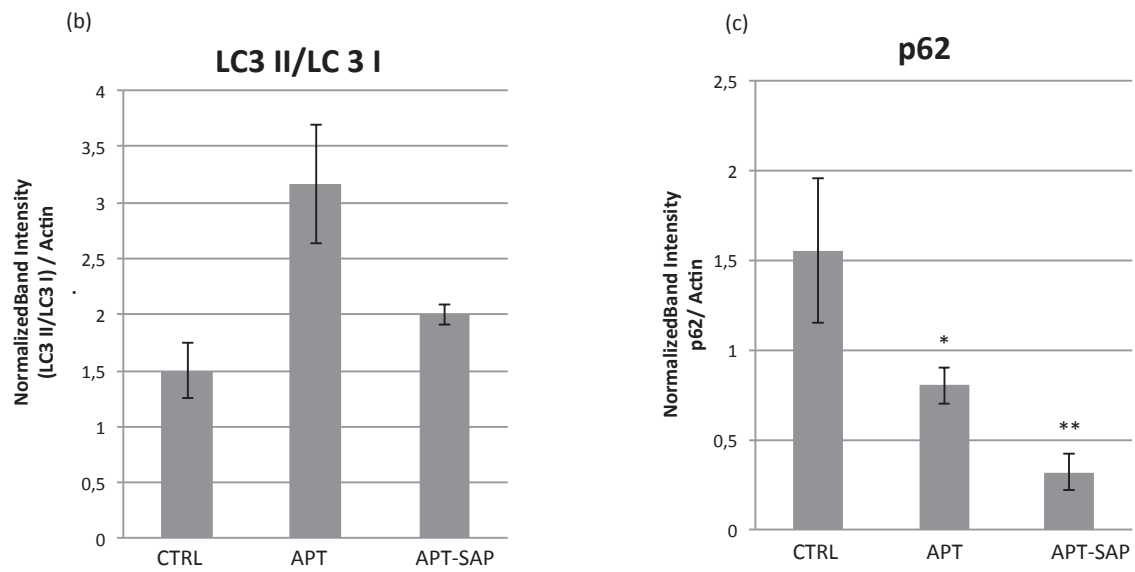 (b)
LC3 II/LC 3 I
NormalizedBand Intensity
(LC3 II/LC3 I) / Actin
4
3,5
3
2,5
2
1,5
1
0,5
0
CTRL APT APT-SAP
(c)
p62
NormalizedBand Intensity
p62/ Actin
2,5
2
1,5
1
0,5
0
*
**
CTRL APT APT-SAP